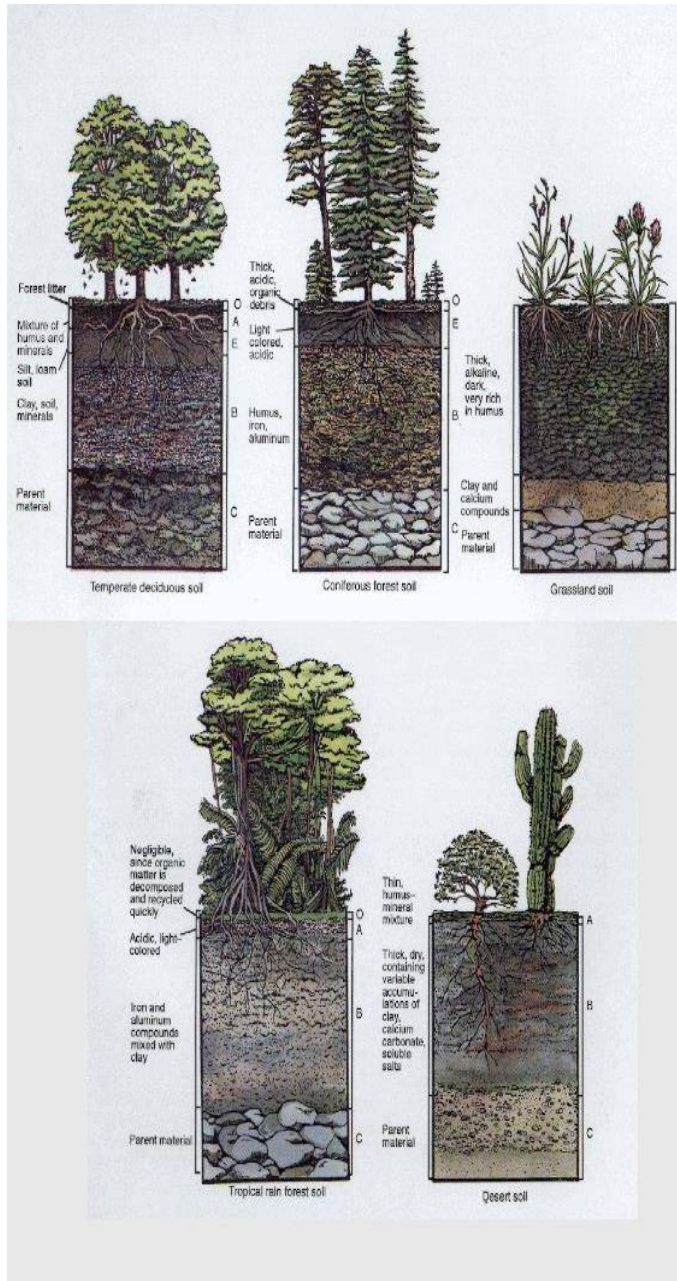 Forest litter
Mixture of
humus and
minerals
Silt, loam
soil
Clay, soil,
minerals
Parent
material
O
A
E
B
C
Temperate deciduous soil
Thick,
acidic,
organic
debris
Light
colored,
acidic
Humus,
iron,
aluminum
Parent
material
O
E
B
C
Coniferous forest soil
Thick,
alkaline,
dark,
very rich
in humus
Clay and
calcium
compounds
Parent
material
Grassland soil
Negligible,
since organic
matter is
decomposed
and recycled
quickly
Acidic, light-
colored
Iron and
aluminum
compounds
mixed with
clay
Parent material
O
A
B
C
Tropical rain forest soil
Thin,
humus–
mineral
mixture
Thick, dry,
containing
variable
accumu-
lations of
clay,
calcium
carbonate,
soluble
salts
Parent
material
A
B
C
Desert soil